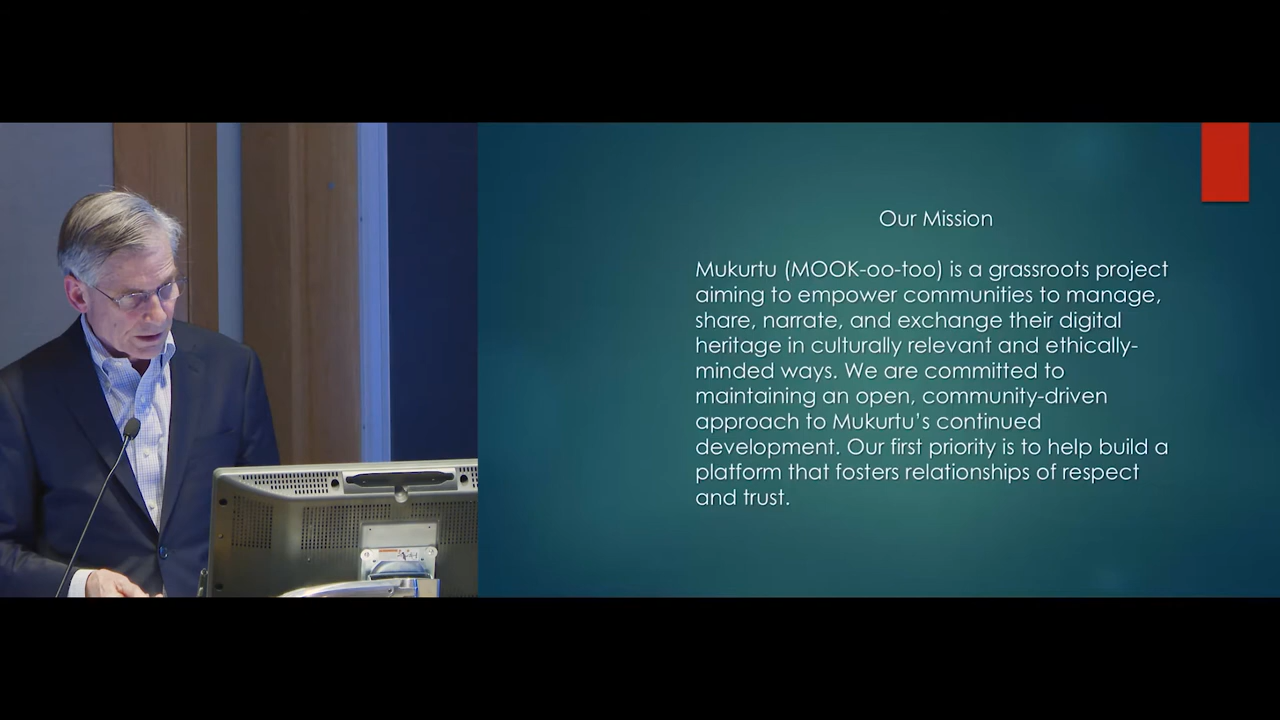 Our Mission
Mukurtu (MOOK-oo-too) is a grassroots project
aiming to empower communities to manage,
share, narrate, and exchange their digital
heritage in culturally relevant and ethically-
minded ways. We are committed to
maintaining an open, community-driven
approach to Mukurtu’s continued
development. Our first priority is to help build a
platform that fosters relationships of respect
and trust.